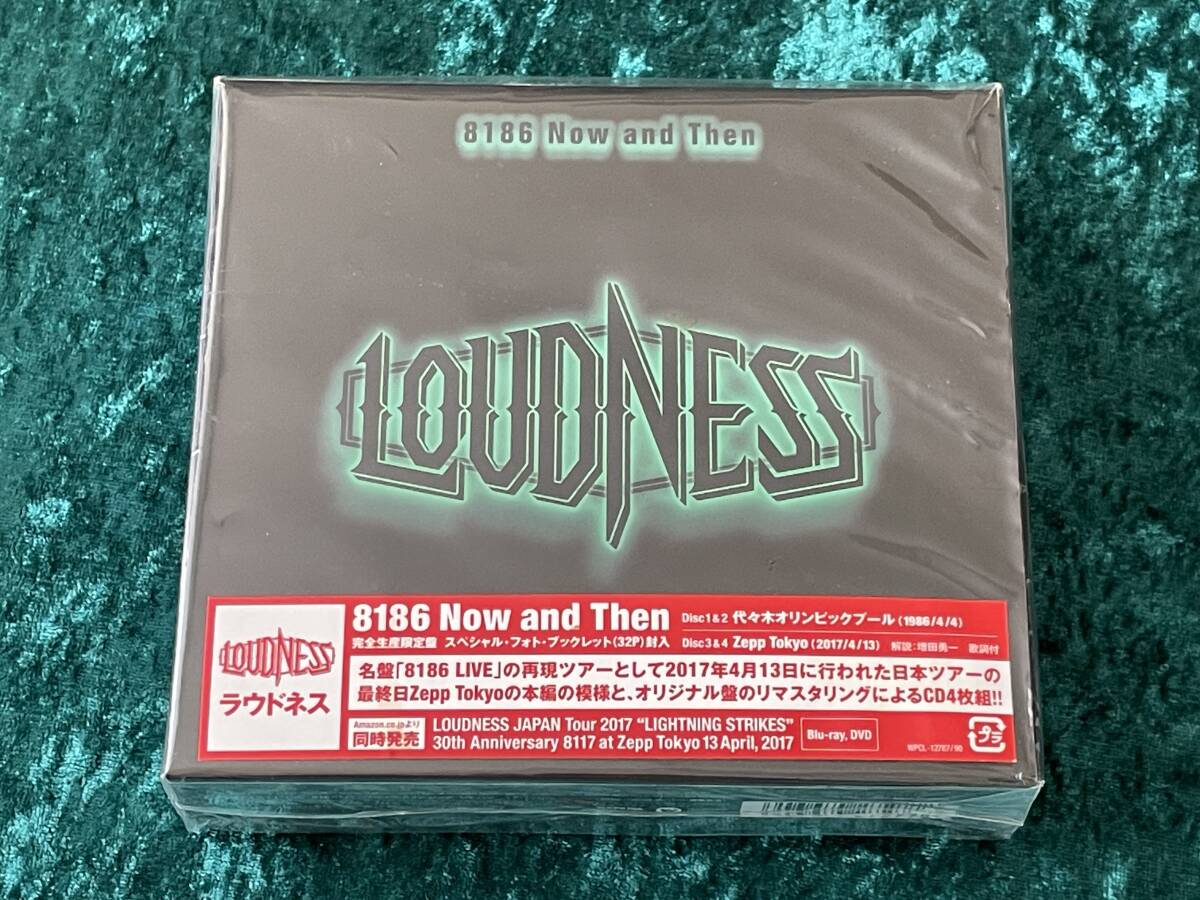 8186 Now and Then
LOUDNESS
LOUDNESS
ラウドネス
8186 Now and Then
Disc1&2 代々木オリンピックプール(1986/4/4)
完全生産限定盤 スペシャル・フォト・ブックレット(32P)封入
Disc3&4 Zepp Tokyo(2017/4/13) 解説:増田勇一 歌詞付
名盤「8186 LIVE」の再現ツアーとして2017年4月13日に行われた日本ツアーの
最終日Zepp Tokyoの本編の模様と、オリジナル盤のリマスタリングによるCD4枚組!!
Amazon.co.jpより
同時発売
LOUDNESS JAPAN Tour 2017 “LIGHTNING STRIKES”
30th Anniversary 8117 at Zepp Tokyo 13 April, 2017
Blu-ray, DVD
プラ
WPCL-12787/90